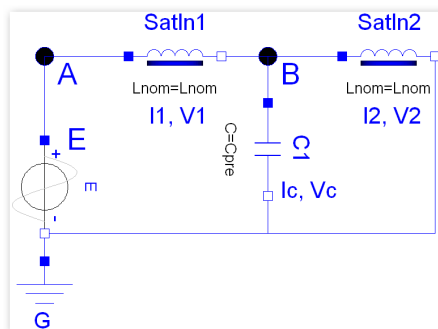 SatIn1
SatIn2
A
B
Lnom=Lnom
Lnom=Lnom
I1, V1
I2, V2
E
+
E
-
C=Cpre
C1
Ic, Vc
G